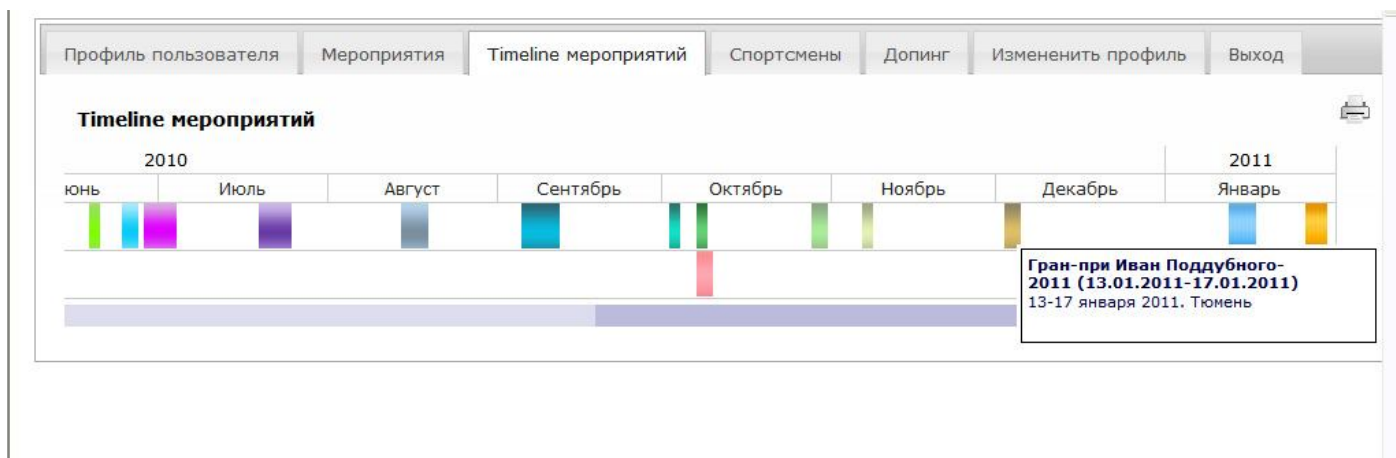 Профиль пользователя Мероприятия Timeline мероприятий Спортсмены Допинг Измененить профиль Выход
Timeline мероприятий
2010 2011
юнь Июль Август Сентябрь Октябрь Ноябрь Декабрь Январь
Гран-при Иван Поддубного-
2011 (13.01.2011-17.01.2011)
13-17 января 2011. Тюмень